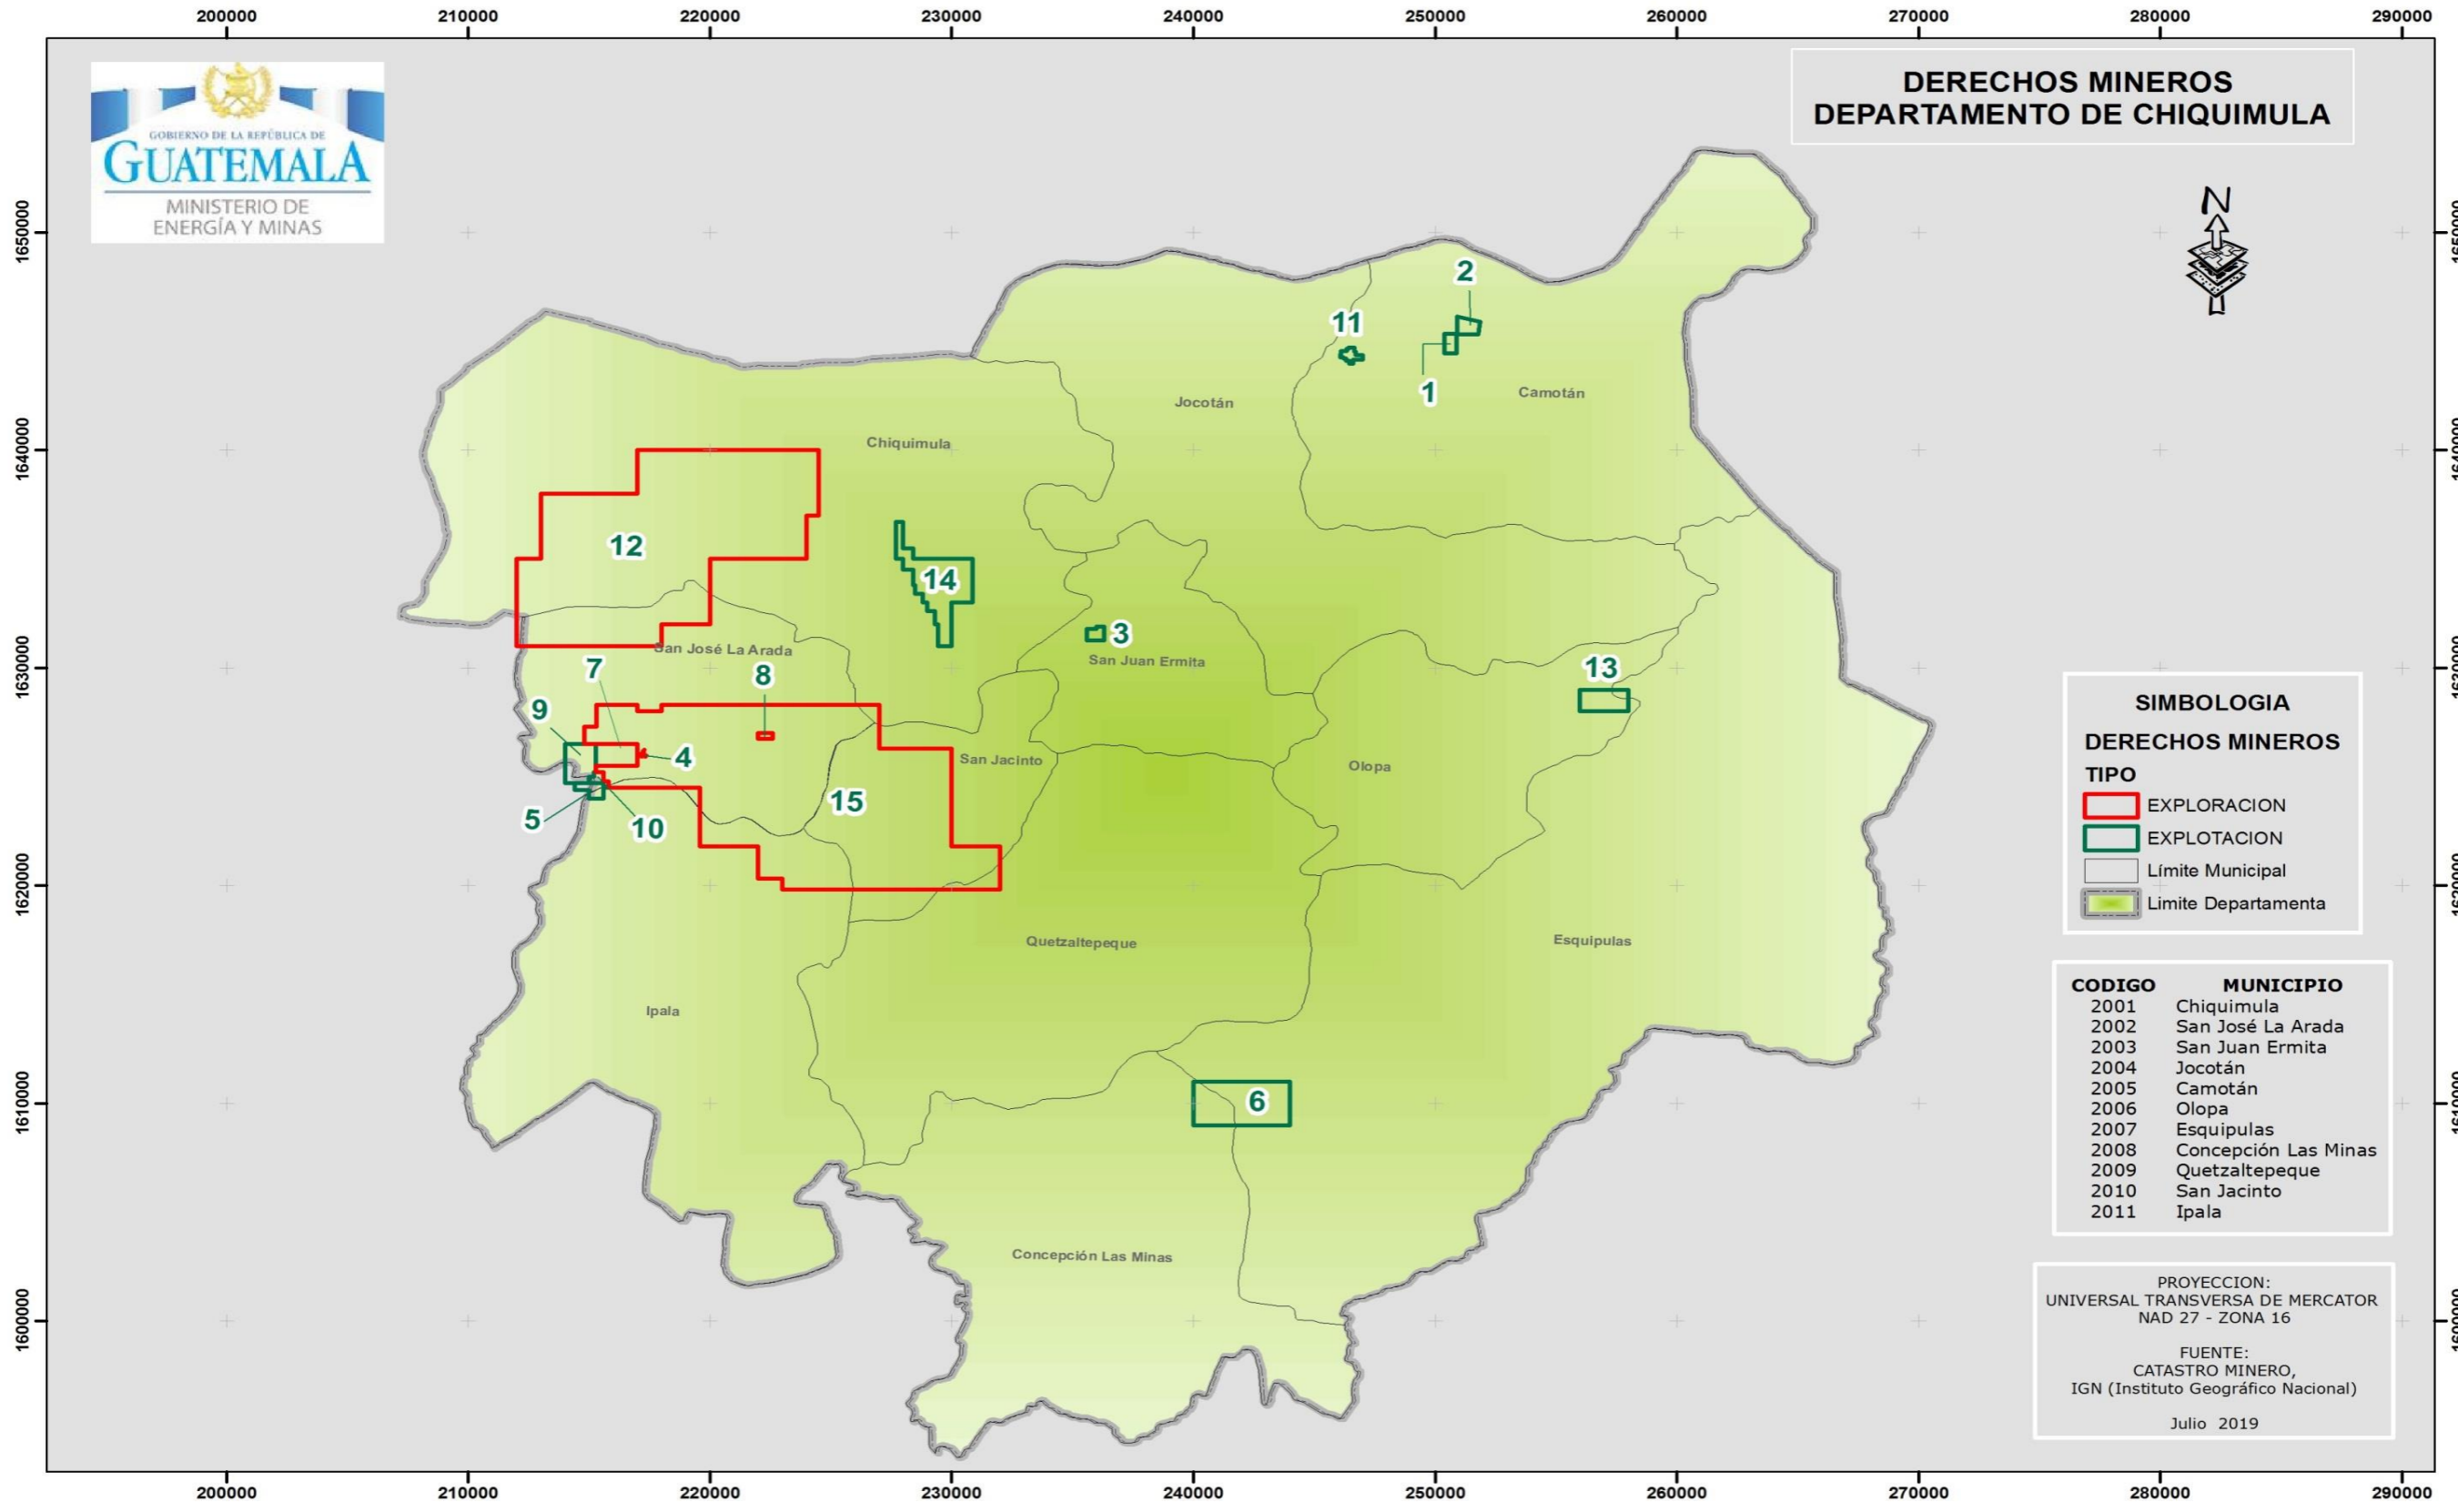 200000 210000 220000 230000 240000 250000 260000 270000 280000 290000
GOBIERNO DE LA REPÚBLICA DE
GUATEMALA
MINISTERIO DE
ENERGÍA Y MINAS
DERECHOS MINEROS
DEPARTAMENTO DE CHIQUIMULA
N
1650000
1650000
2
11
1
Camotán
Jocotán
Chiquimula
1640000
1640000
12
14
3
San Juan Ermita
San José La Arada
7
8
13
1630000
1630000
9
4
San Jacinto
Olopa
15
5
10
1620000
1620000
Quetzaltepeque
Esquipulas
Ipala
6
1610000
1610000
Concepción Las Minas
1600000
1600000
SIMBOLOGIA
DERECHOS MINEROS
TIPO
EXPLORACION
EXPLOTACION
Límite Municipal
Limite Departamenta
CODIGO MUNICIPIO
2001 Chiquimula
2002 San José La Arada
2003 San Juan Ermita
2004 Jocotán
2005 Camotán
2006 Olopa
2007 Esquipulas
2008 Concepción Las Minas
2009 Quetzaltepeque
2010 San Jacinto
2011 Ipala
PROYECCION:
UNIVERSAL TRANSVERSA DE MERCATOR
NAD 27 - ZONA 16
FUENTE:
CATASTRO MINERO,
IGN (Instituto Geográfico Nacional)
Julio 2019
200000 210000 220000 230000 240000 250000 260000 270000 280000 290000